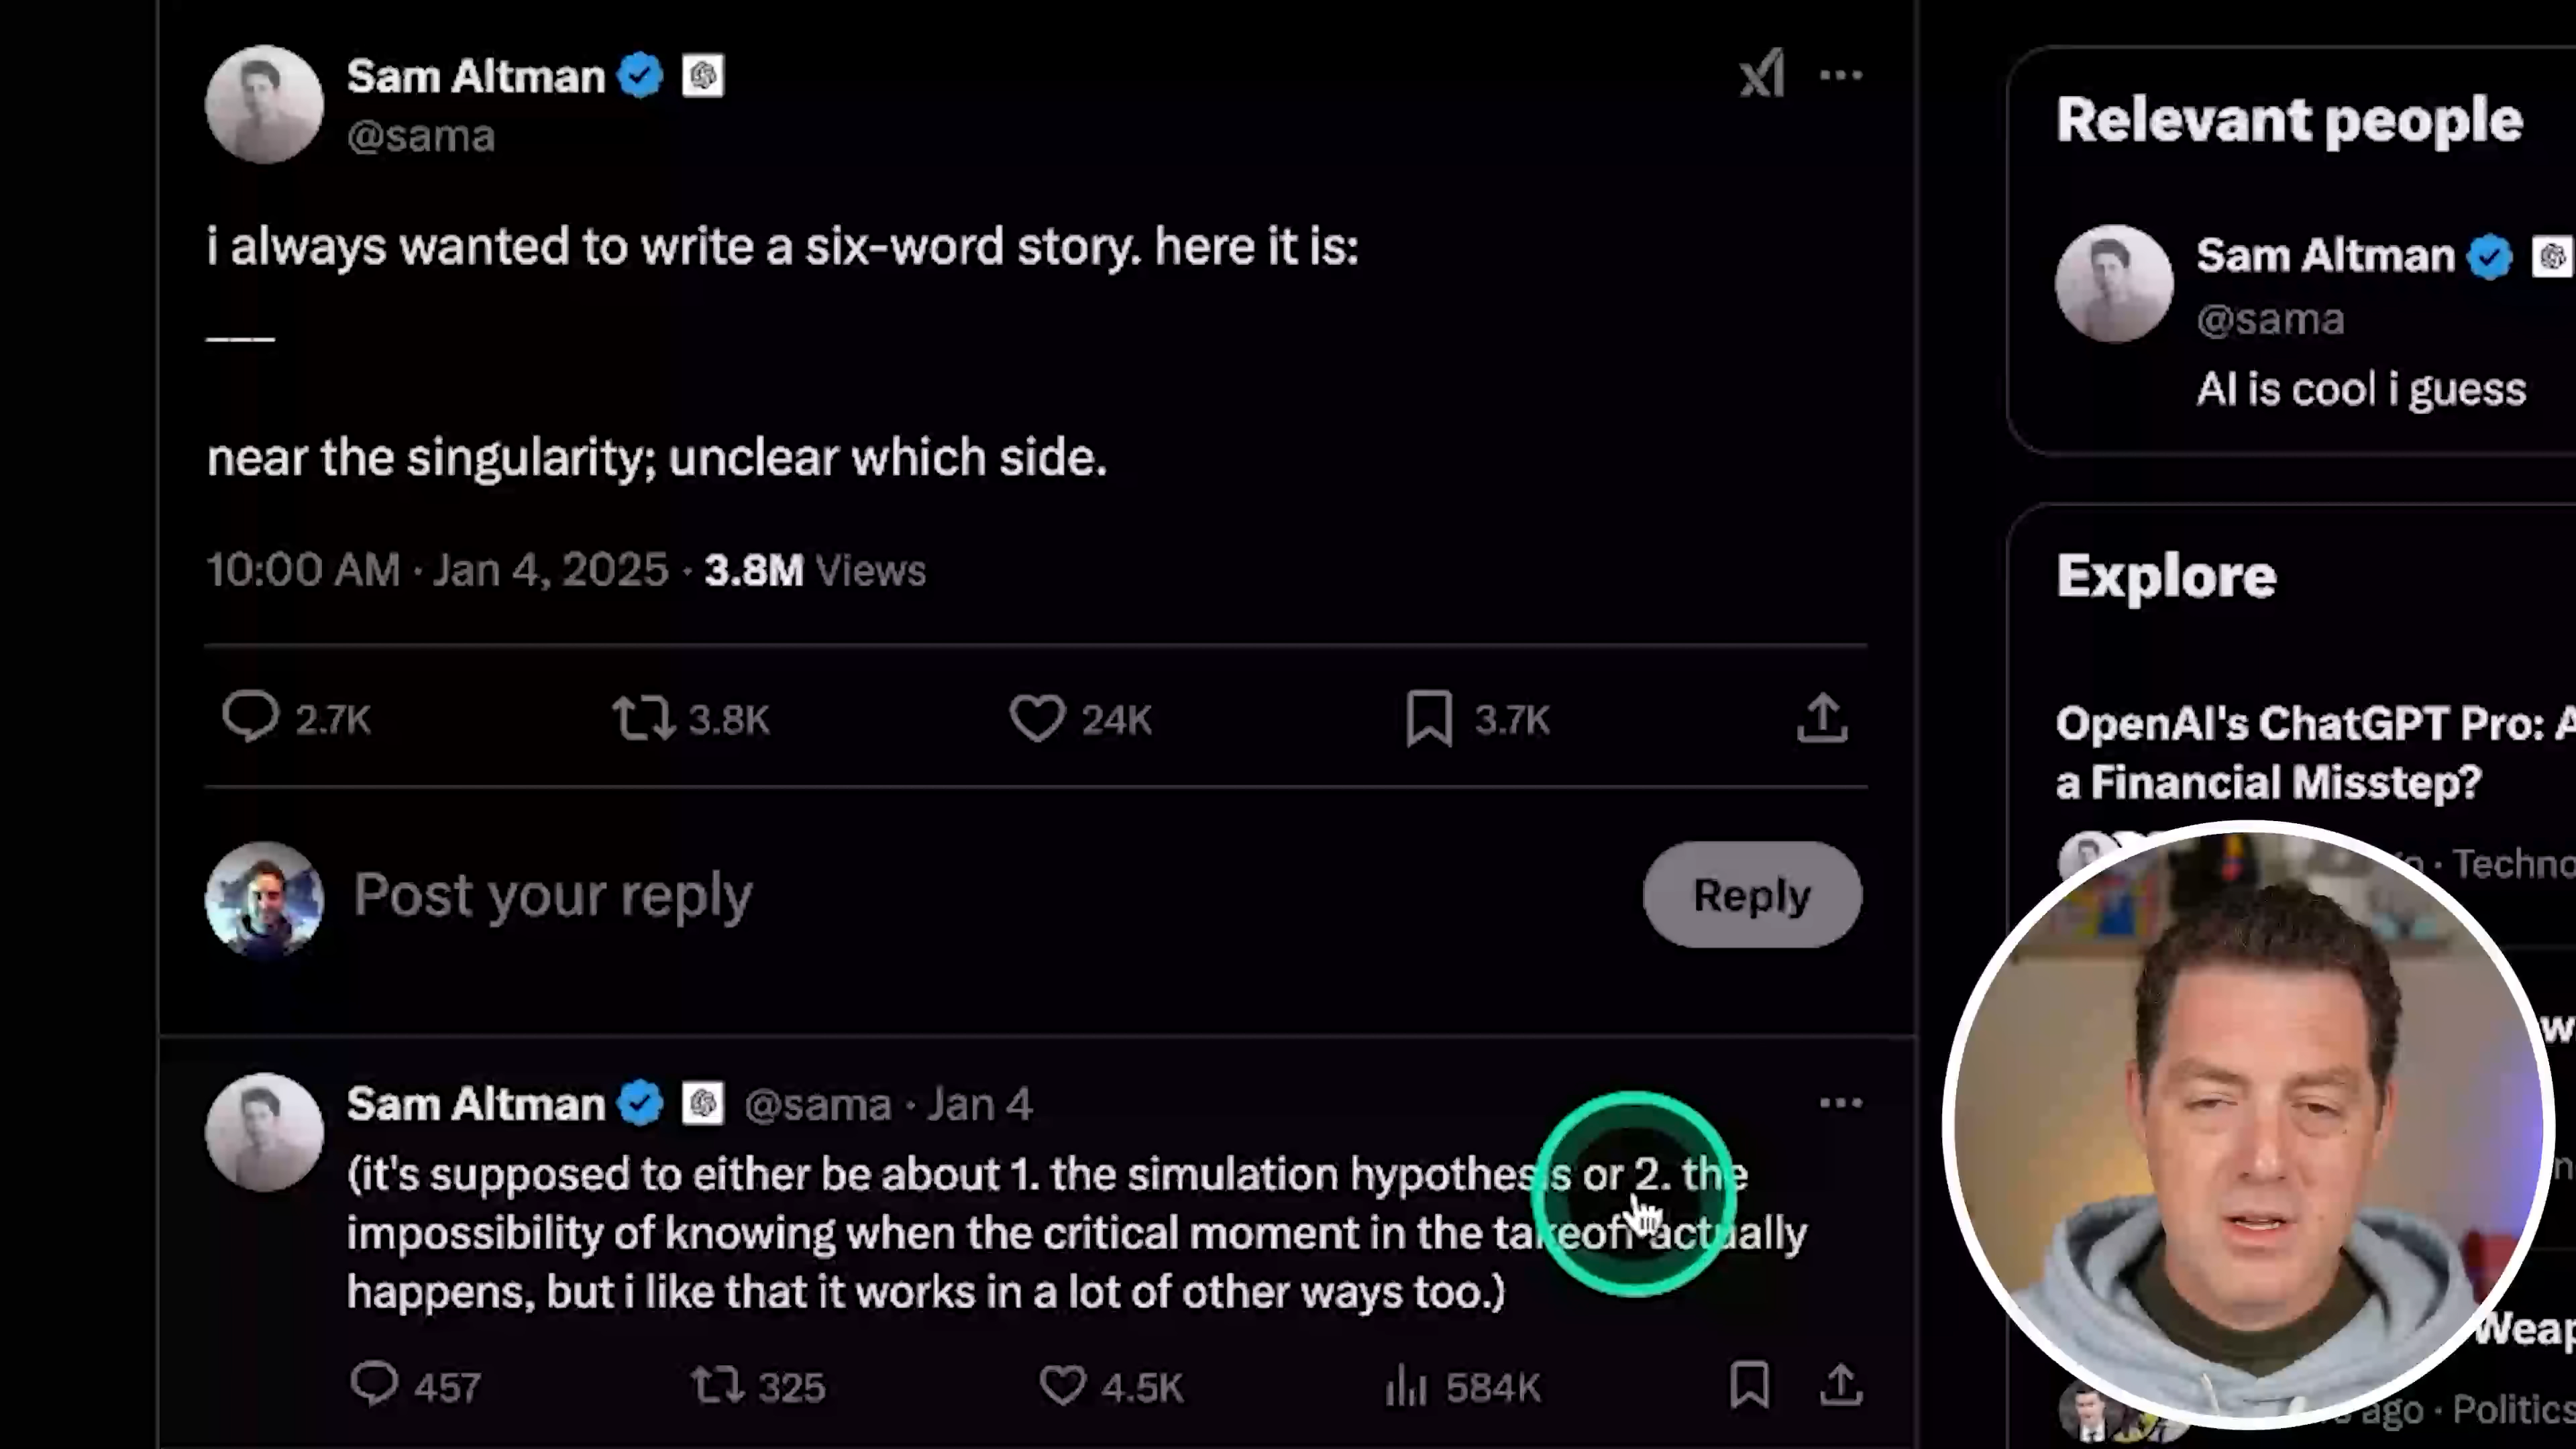 Sam Altman
@sama
i always wanted to write a six-word story. here it is:
___
near the singularity; unclear which side.
10:00 AM · Jan 4, 2025 · 3.8M Views
2.7K 3.8K 24K 3.7K
Post your reply
Reply
Sam Altman @sama · Jan 4
(it's supposed to either be about 1. the simulation hypothesis or 2. the
impossibility of knowing when the critical moment in the takeoff actually
happens, but i like that it works in a lot of other ways too.)
457 325 4.5K 584K
Relevant people
Sam Altman
@sama
AI is cool i guess
Explore
OpenAI's ChatGPT Pro: A
a Financial Misstep?
· Techno
Weap
ago · Politics